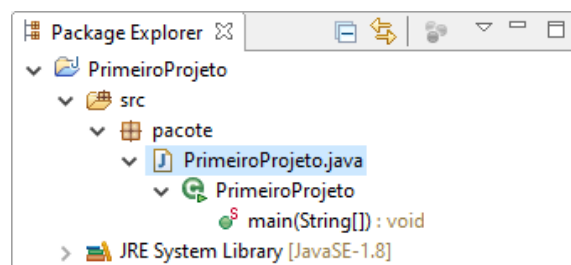 Package Explorer
PrimeiroProjeto
src
pacote
PrimeiroProjeto.java
PrimeiroProjeto
main(String[]) : void
JRE System Library [JavaSE-1.8]